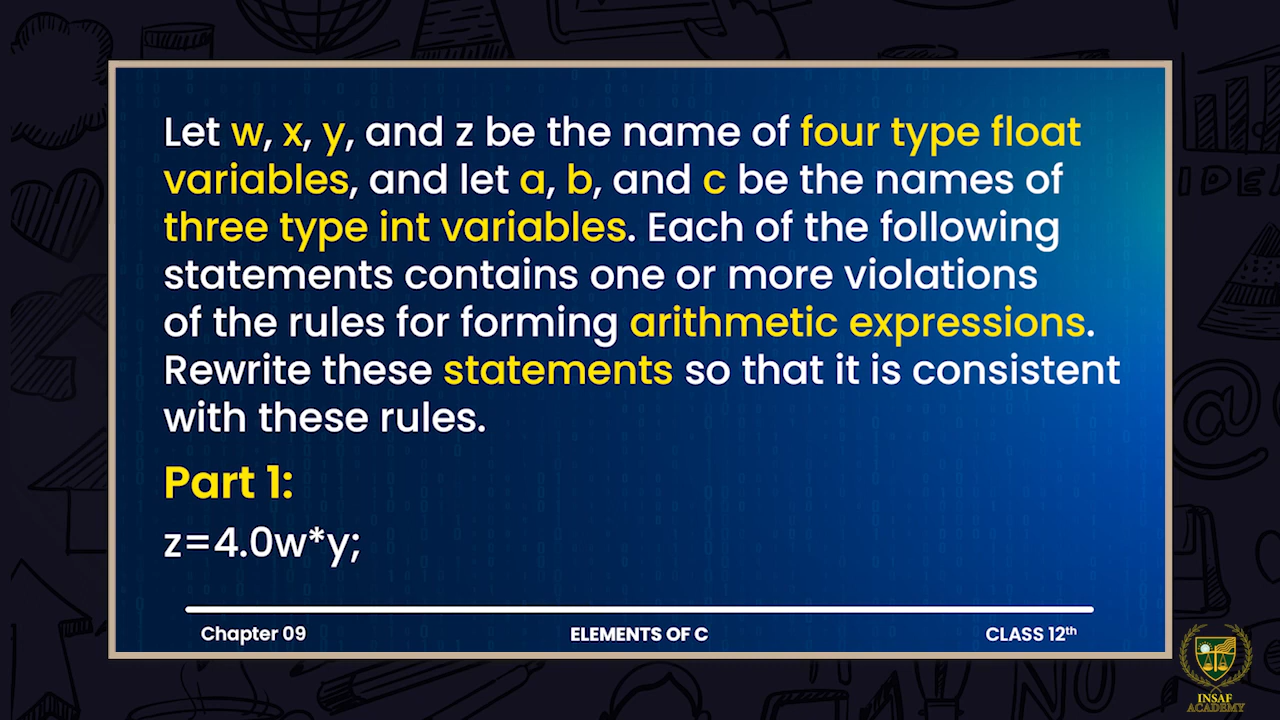 Let w, x, y, and z be the name of four type float
variables, and let a, b, and c be the names of
three type int variables. Each of the following
statements contains one or more violations
of the rules for forming arithmetic expressions.
Rewrite these statements so that it is consistent
with these rules.
Part 1:
z=4.0w*y;
Chapter 09 ELEMENTS OF C CLASS 12th
IDEA
INSAF
ACADEMY